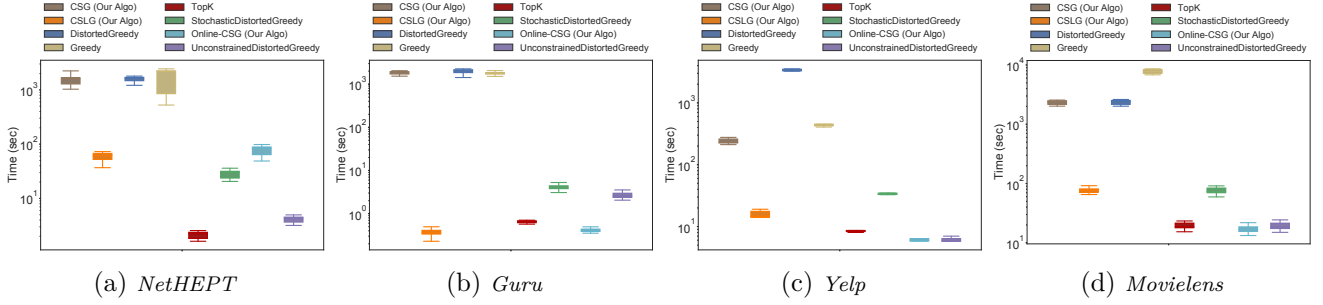 CSG (Our Algo) TopK
CSLG (Our Algo) StochasticDistortedGreedy
DistortedGreedy Online-CSG (Our Algo)
Greedy UnconstrainedDistortedGreedy
Time (sec)
10^3
10^2
10^1
(a) NetHEPT
CSG (Our Algo) TopK
CSLG (Our Algo) StochasticDistortedGreedy
DistortedGreedy Online-CSG (Our Algo)
Greedy UnconstrainedDistortedGreedy
Time (sec)
10^3
10^2
10^1
10^0
(b) Guru
CSG (Our Algo) TopK
CSLG (Our Algo) StochasticDistortedGreedy
DistortedGreedy Online-CSG (Our Algo)
Greedy UnconstrainedDistortedGreedy
Time (sec)
10^3
10^2
10^1
(c) Yelp
CSG (Our Algo) TopK
CSLG (Our Algo) StochasticDistortedGreedy
DistortedGreedy Online-CSG (Our Algo)
Greedy UnconstrainedDistortedGreedy
Time (sec)
10^4
10^3
10^2
10^1
(d) Movielens